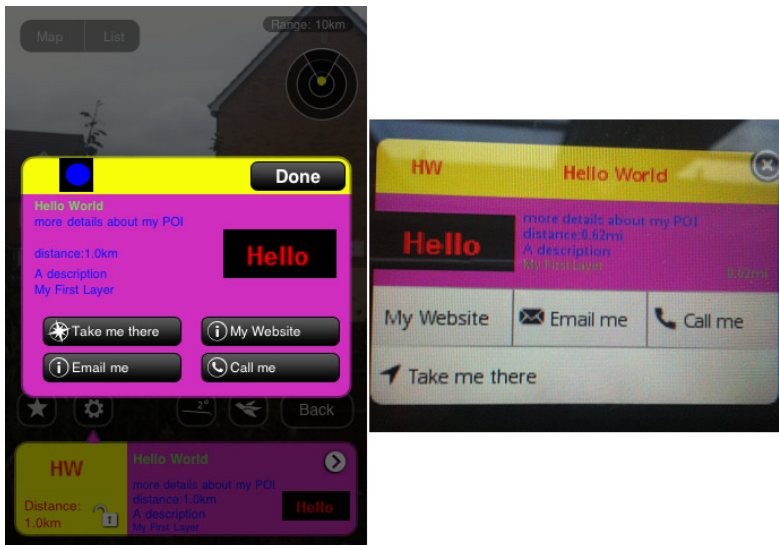 Map List
Range: 10km
Done
Hello World
more details about my POI
distance:1.0km
Hello
A description
My First Layer
Take me there
My Website
Email me
Call me
2°
Back
HW
Distance:
1.0km
Hello World
more details about my POI
distance:1.0km
A description
My First Layer
Hello
HW
Hello World
Hello
more details about my POI
distance:0.62mi
A description
My First Layer
0.62mi
My Website
Email me
Call me
Take me there